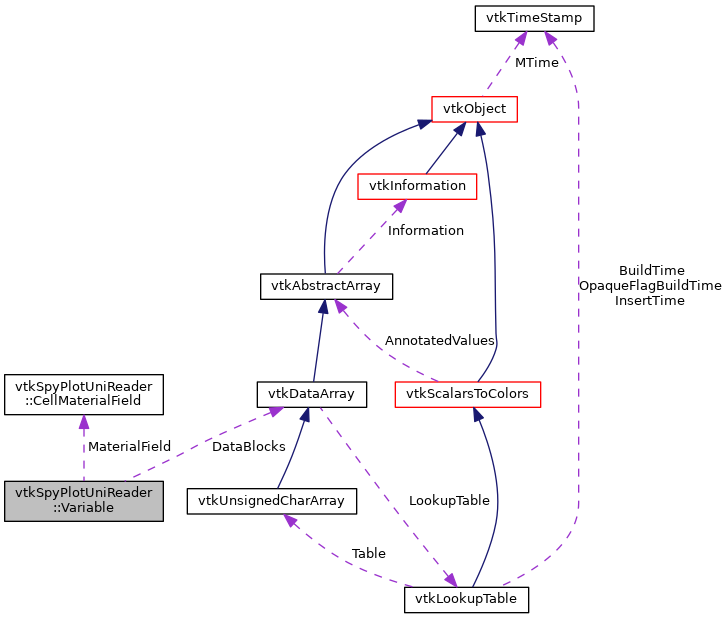 vtkTimeStamp
MTime
vtkObject
vtkInformation
Information
BuildTime
OpaqueFlagBuildTime
InsertTime
vtkAbstractArray
AnnotatedValues
vtkSpyPlotUniReader
::CellMaterialField
vtkDataArray
vtkScalarsToColors
MaterialField
DataBlocks
vtkSpyPlotUniReader
::Variable
vtkUnsignedCharArray
LookupTable
Table
vtkLookupTable